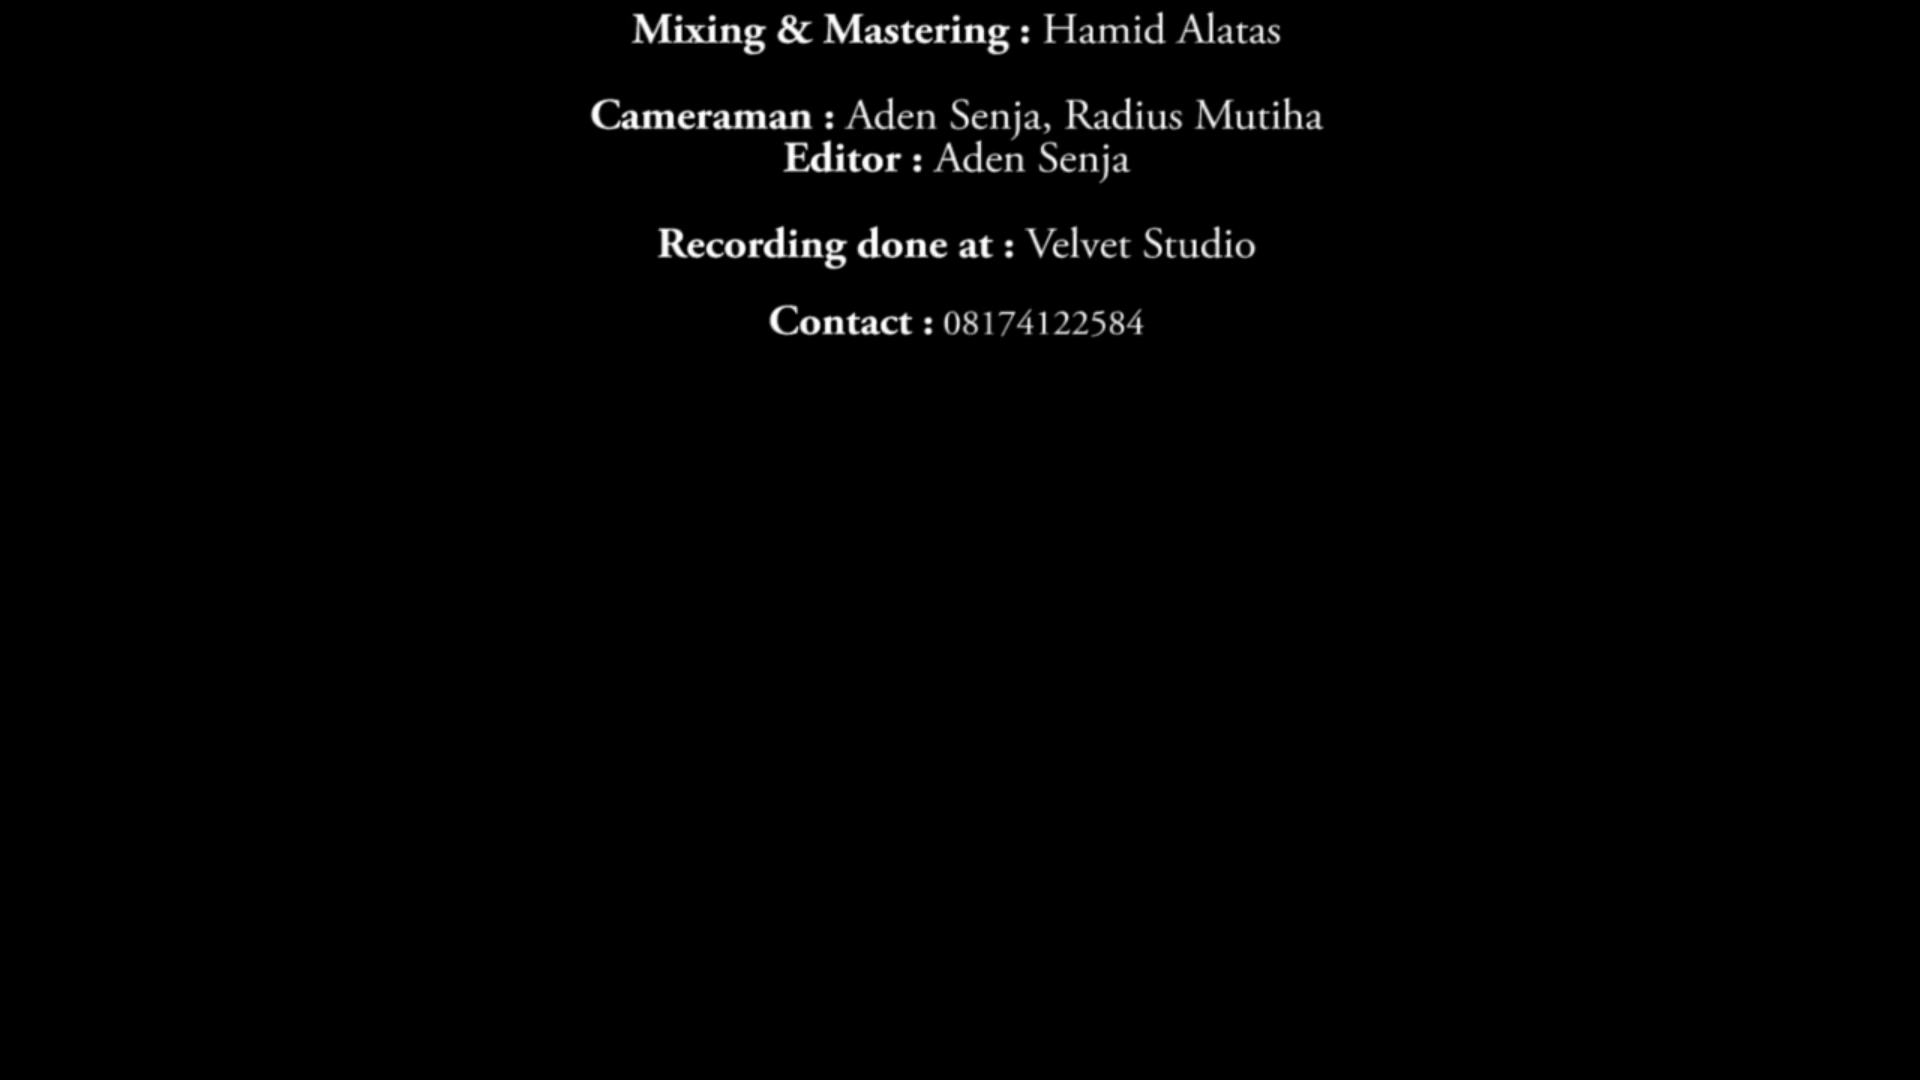 Mixing & Mastering : Hamid Alatas
Cameraman : Aden Senja, Radius Mutiha
Editor : Aden Senja
Recording done at : Velvet Studio
Contact : 08174122584